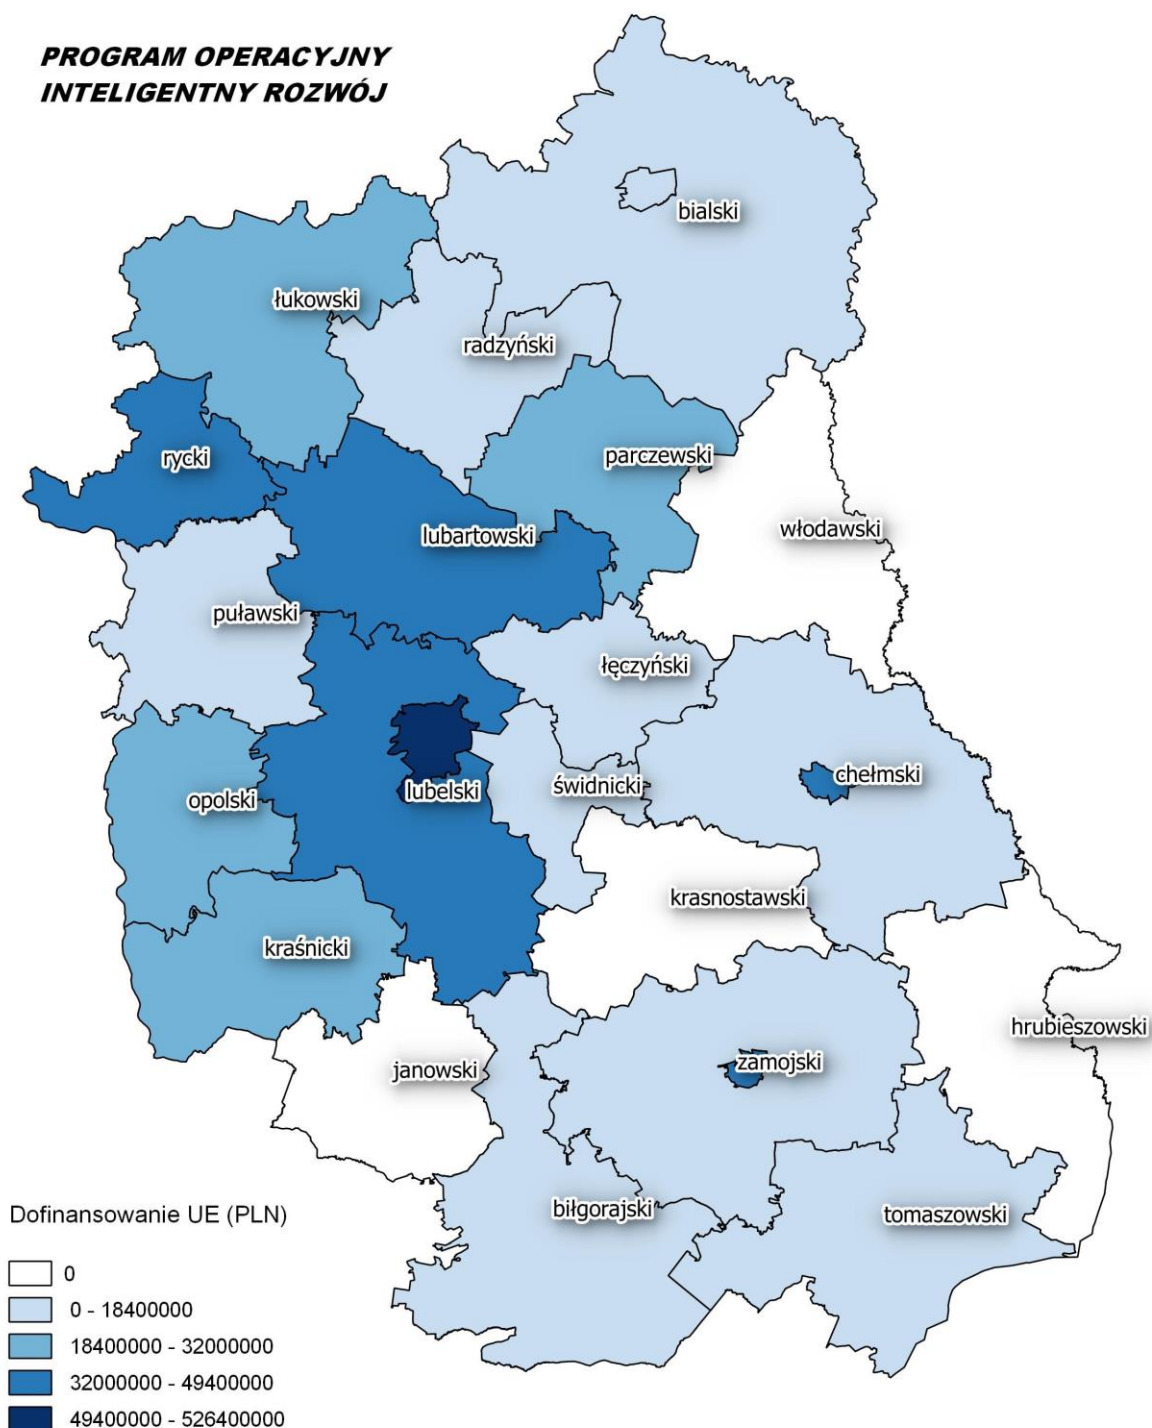 PROGRAM OPERACYJNY
INTELIGENTNY ROZWÓJ
bialski
łukowski
radzyński
rycki
parczewski
włodawski
lubartowski
puławski
łęczyński
chełmski
świdnicki
lubelski
opolski
krasnostawski
kraśnicki
hrubieszowski
zamojski
janowski
biłgorajski
tomaszowski
Dofinansowanie UE (PLN)
0
0 - 18400000
18400000 - 32000000
32000000 - 49400000
49400000 - 526400000